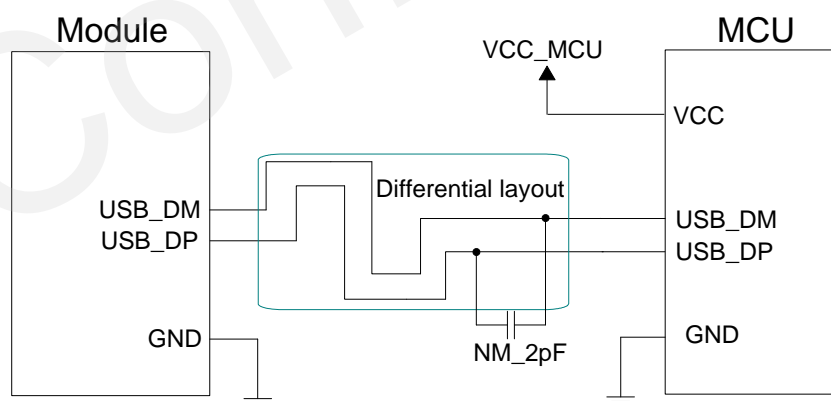 Module
MCU
VCC_MCU
VCC
Differential layout
USB_DM
USB_DM
USB_DP
USB_DP
GND
GND
NM_2pF